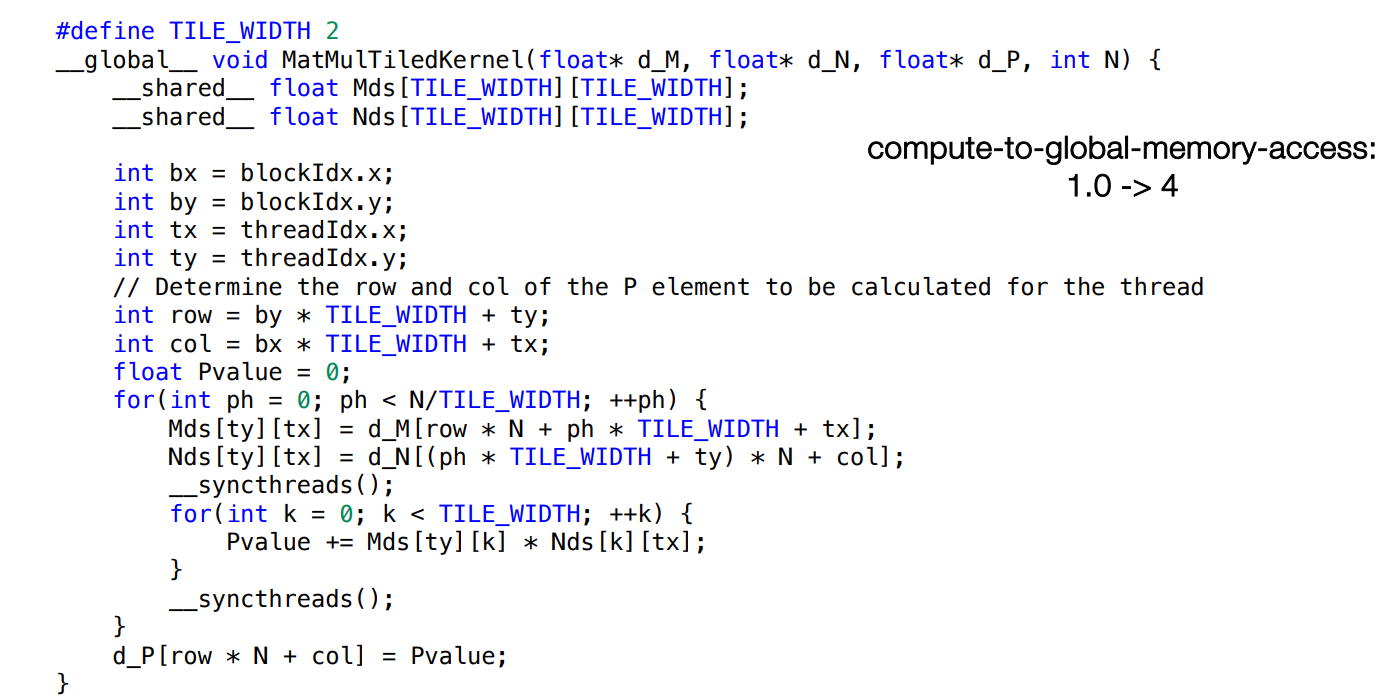 #define TILE_WIDTH 2
__global__ void MatMulTiledKernel(float* d_M, float* d_N, float* d_P, int N) {
__shared__ float Mds[TILE_WIDTH][TILE_WIDTH];
__shared__ float Nds[TILE_WIDTH][TILE_WIDTH];
compute-to-global-memory-access:
1.0 -> 4
int bx = blockIdx.x;
int by = blockIdx.y;
int tx = threadIdx.x;
int ty = threadIdx.y;
// Determine the row and col of the P element to be calculated for the thread
int row = by * TILE_WIDTH + ty;
int col = bx * TILE_WIDTH + tx;
float Pvalue = 0;
for(int ph = 0; ph < N/TILE_WIDTH; ++ph) {
Mds[ty][tx] = d_M[row * N + ph * TILE_WIDTH + tx];
Nds[ty][tx] = d_N[(ph * TILE_WIDTH + ty) * N + col];
__syncthreads();
for(int k = 0; k < TILE_WIDTH; ++k) {
Pvalue += Mds[ty][k] * Nds[k][tx];
}
__syncthreads();
}
d_P[row * N + col] = Pvalue;
}